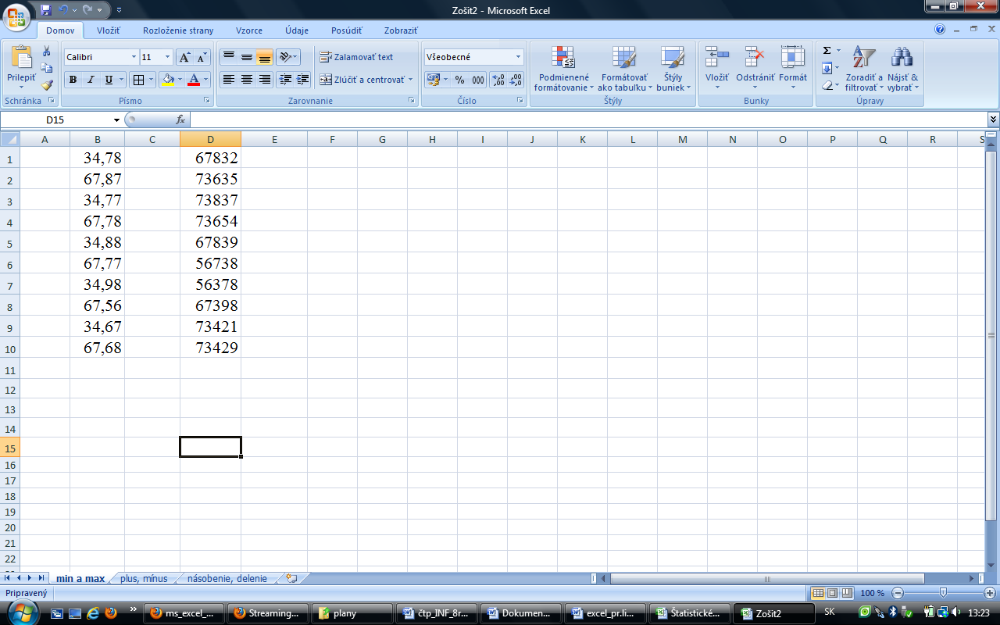 Zošit2 - Microsoft Excel
Domov Vložiť Rozloženie strany Vzorce Údaje Posúdiť Zobraziť
Prilepiť Calibri 11 Zalamovať text Všeobecné
B I U Zlúčiť a centrovať % 000
Podmienené formátovanie Formátovať ako tabuľku Štýly buniek Vložiť Odstrániť Formát Σ Zoradiť a filtrovať Nájsť & vybrať
Schránka Písmo Zarovnanie Číslo Štýly Bunky Úpravy
D15 fx
A B C D E F G H I J K L M N O P Q R S
1 34,78 67832
2 67,87 73635
3 34,77 73837
4 67,78 73654
5 34,88 67839
6 67,77 56738
7 34,98 56378
8 67,56 67398
9 34,67 73421
10 67,68 73429
11
12
13
14
15
16
17
18
19
20
21
22
min a max plus, mínus násobenie, delenie
Pripravený 100 %
ms_excel_... Streaming... plany čtp_INF_8r... Dokumen... excel_pr.li... Štatistické... Zošit2 SK 13:23